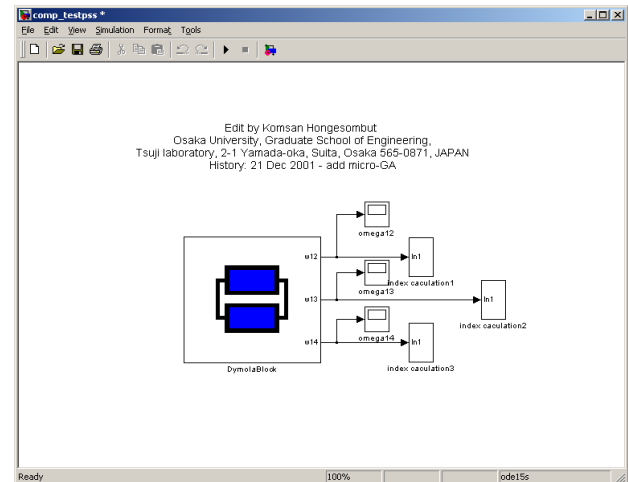 comp_testpss *
File Edit View Simulation Format Tools
Edit by Komsan Hongesombut
Osaka University, Graduate School of Engineering,
Tsuji laboratory, 2-1 Yamada-oka, Suita, Osaka 565-0871, JAPAN
History: 21 Dec 2001 - add micro-GA
omega12
w12
In1
index caculation1
omega13
w13
In1
index caculation2
omega14
w14
In1
index caculation3
DymolaBlock
Ready 100% ode15s